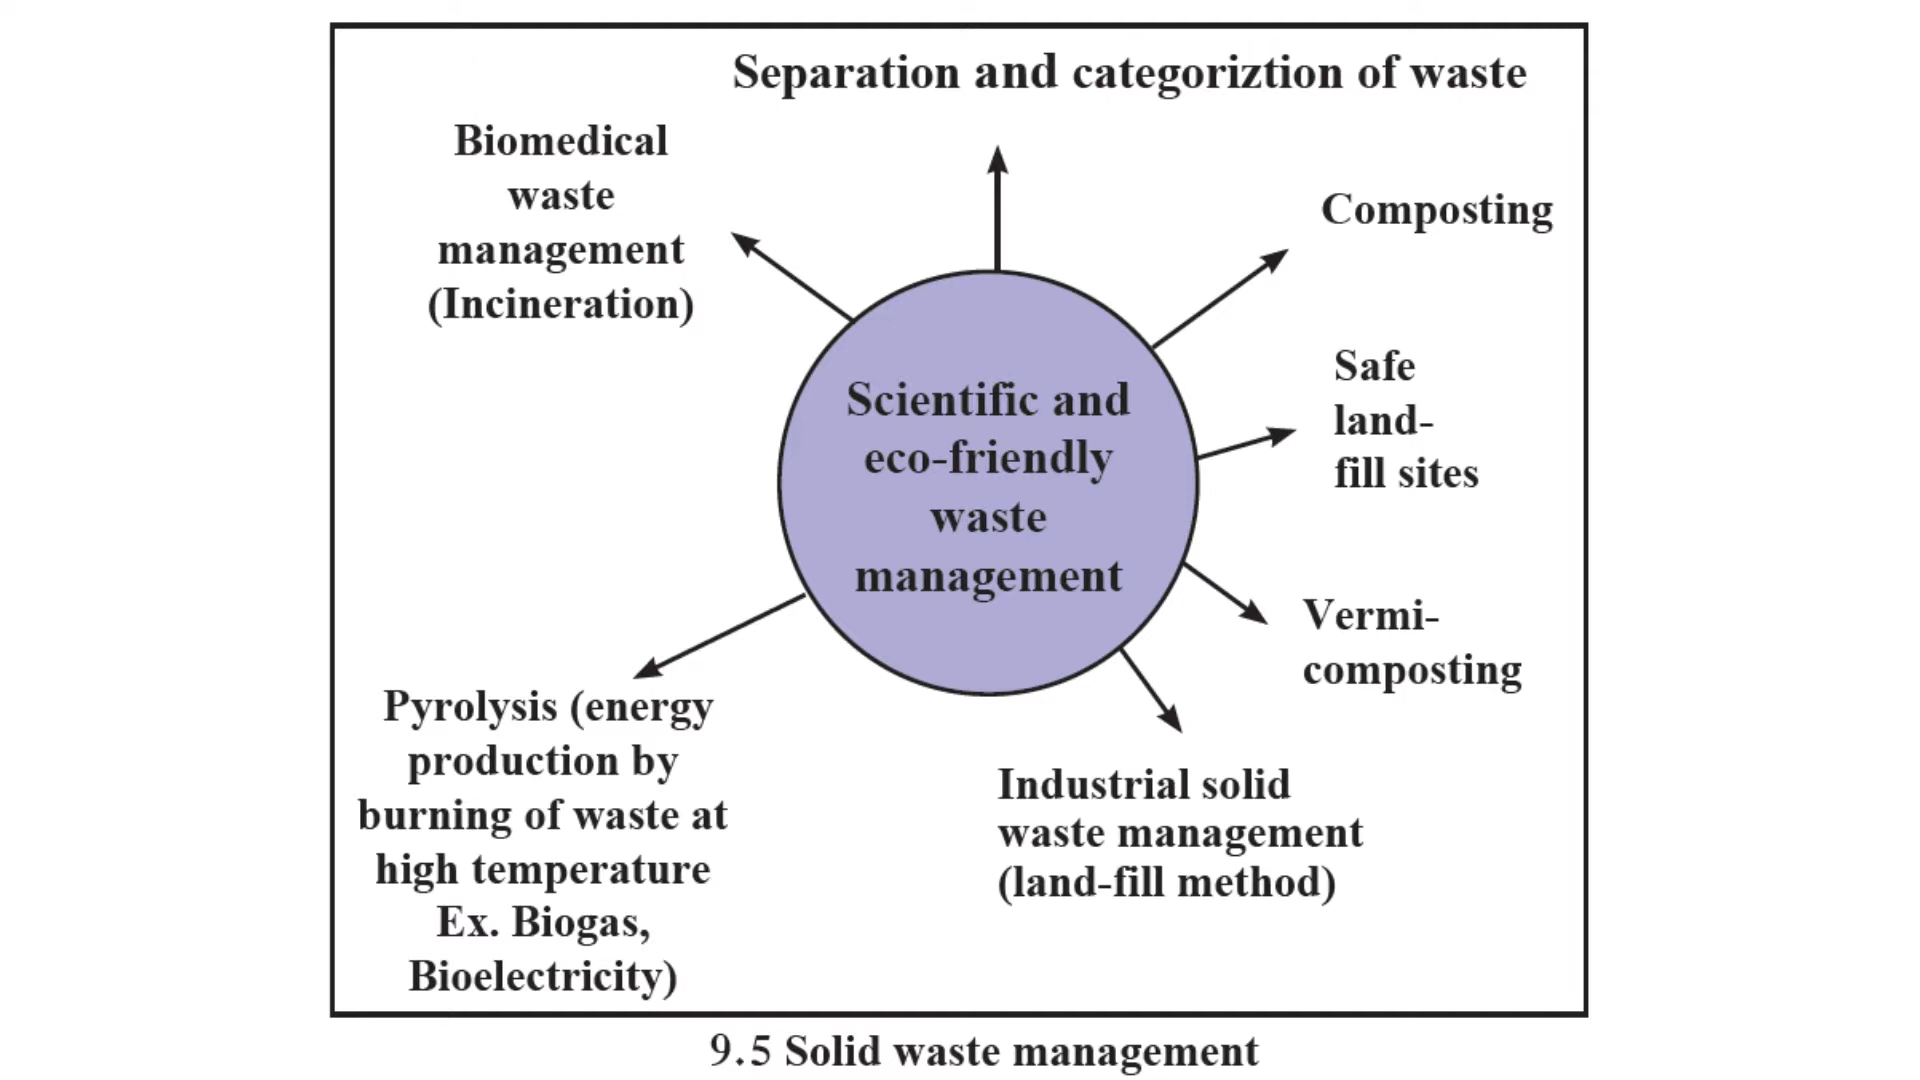 Separation and categoriztion of waste
Biomedical
waste
management
(Incineration)
Composting
Safe
land-
fill sites
Scientific and
eco-friendly
waste
management
Vermi-
composting
Pyrolysis (energy
production by
burning of waste at
high temperature
Ex. Biogas,
Bioelectricity)
Industrial solid
waste management
(land-fill method)
9.5 Solid waste management